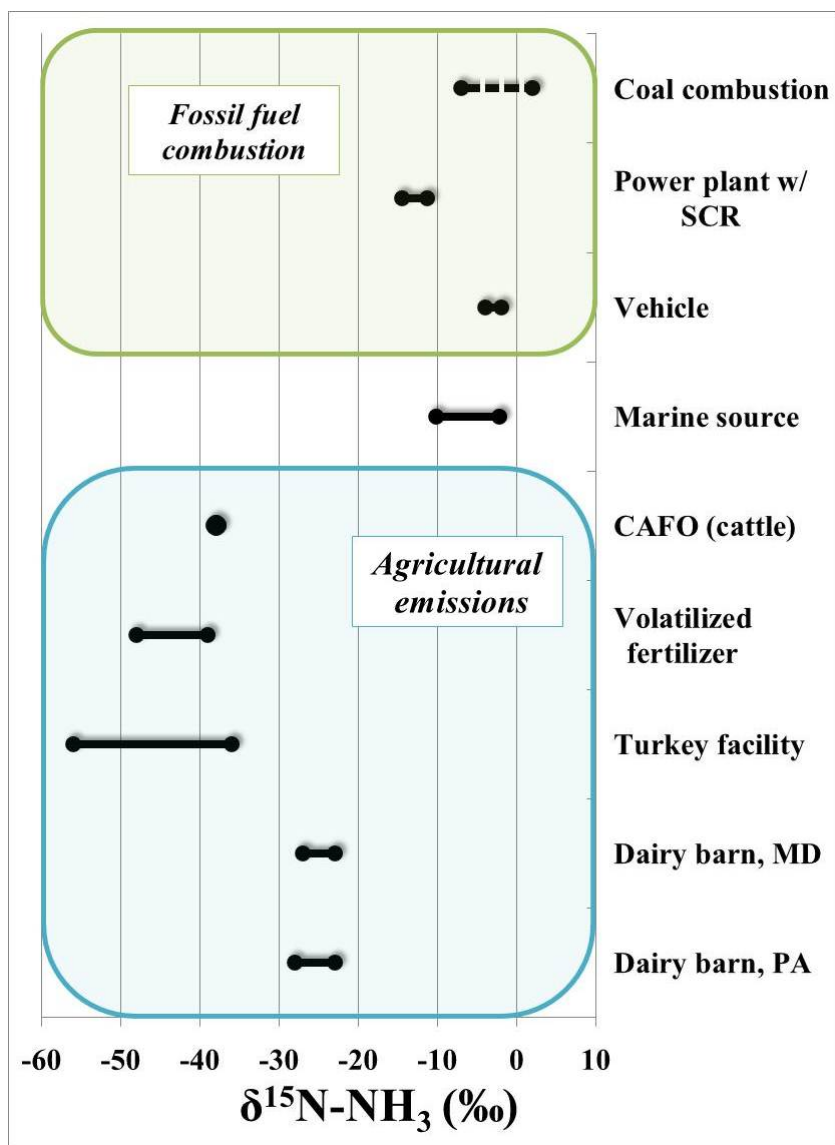 Fossil fuel
combustion
Coal combustion
Power plant w/
SCR
Vehicle
Marine source
Agricultural
emissions
CAFO (cattle)
Volatilized
fertilizer
Turkey facility
Dairy barn, MD
Dairy barn, PA
-60 -50 -40 -30 -20 -10 0 10
δ¹⁵N-NH₃ (‰)